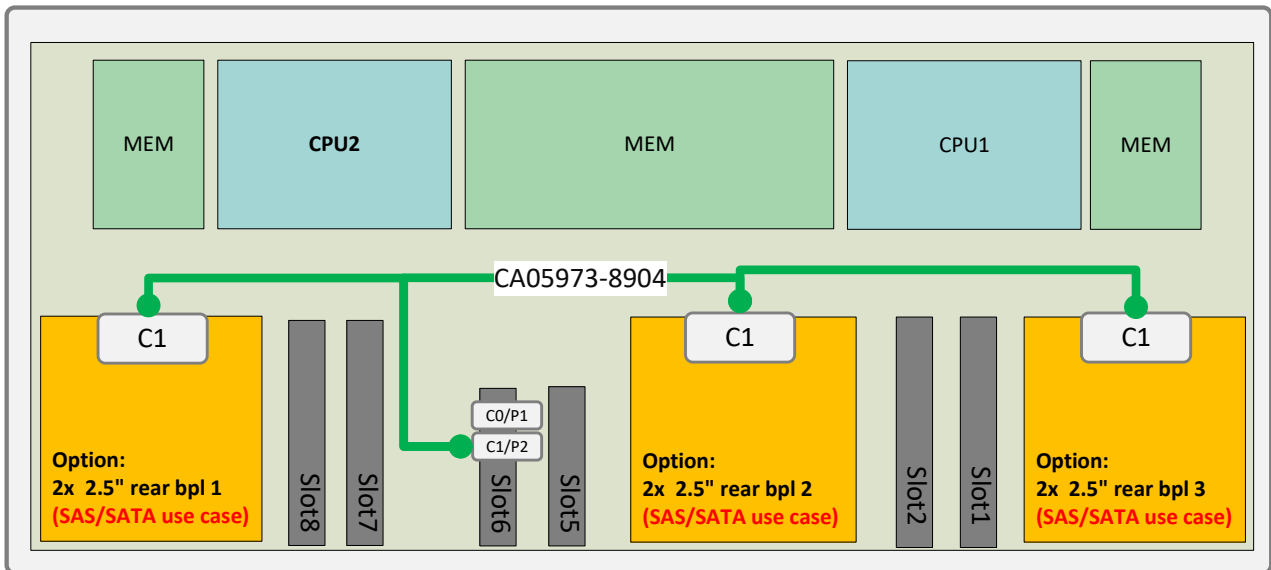 MEM
CPU2
MEM
CPU1
MEM
CA05973-8904
C1
C1
C1
Option:
2x 2.5" rear bpl 1
(SAS/SATA use case)
Slot8
Slot7
C0/P1
C1/P2
Slot6
Slot5
Option:
2x 2.5" rear bpl 2
(SAS/SATA use case)
Slot2
Slot1
Option:
2x 2.5" rear bpl 3
(SAS/SATA use case)